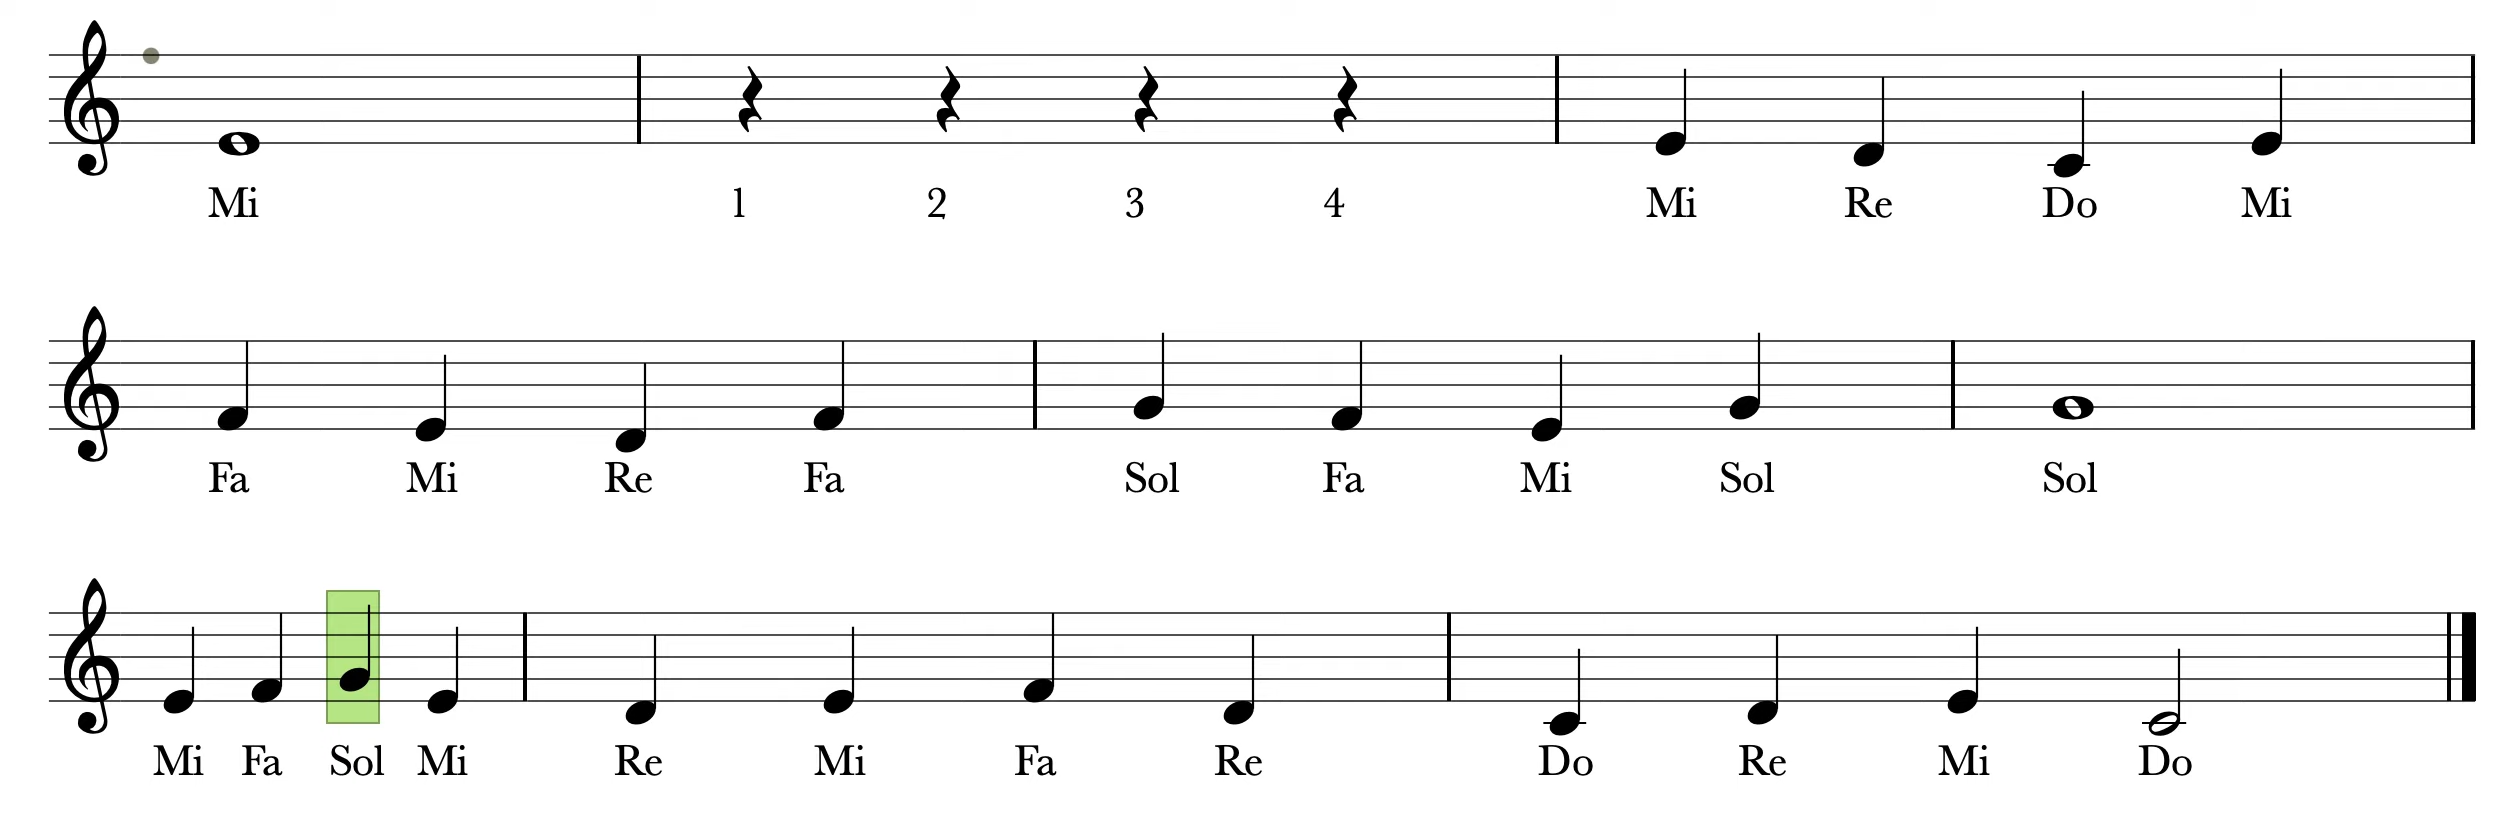 Mi 1 2 3 4 Mi Re Do Mi
Fa Mi Re Fa Sol Fa Mi Sol Sol
Mi Fa Sol Mi Re Mi Fa Re Do Re Mi Do